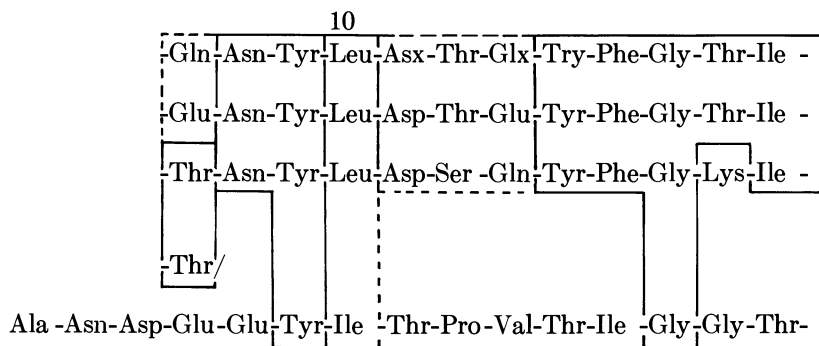 10
-Gln-Asn-Tyr-Leu-Asx-Thr-Glx-Try-Phe-Gly-Thr-Ile -
-Glu-Asn-Tyr-Leu-Asp-Thr-Glu-Tyr-Phe-Gly-Thr-Ile -
-Thr-Asn-Tyr-Leu-Asp-Ser -Gln-Tyr-Phe-Gly-Lys-Ile -
-Thr/
Ala -Asn-Asp-Glu-Glu-Tyr-Ile -Thr-Pro-Val-Thr-Ile -Gly-Gly-Thr-